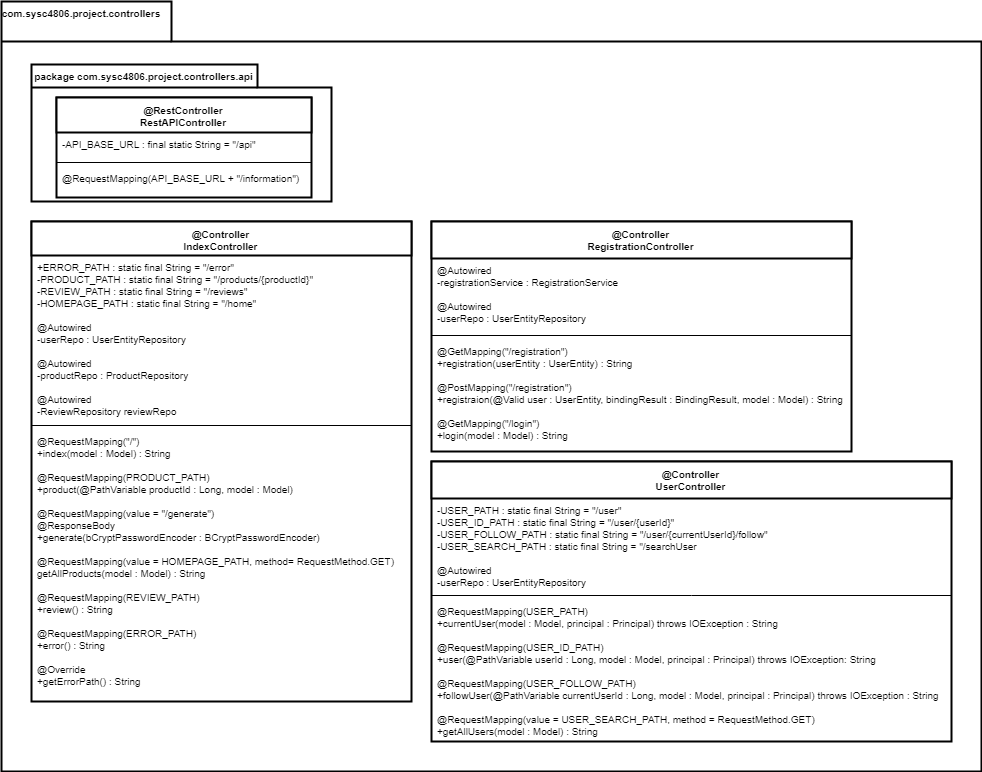 com.sysc4806.project.controllers
package com.sysc4806.project.controllers.api
@RestController
RestAPIController
-API_BASE_URL : final static String = "/api"
@RequestMapping(API_BASE_URL + "/information")
@Controller
IndexController
+ERROR_PATH : static final String = "/error"
-PRODUCT_PATH : static final String = "/products/{productId}"
-REVIEW_PATH : static final String = "/reviews"
-HOMEPAGE_PATH : static final String = "/home"
@Autowired
-userRepo : UserEntityRepository
@Autowired
-productRepo : ProductRepository
@Autowired
-ReviewRepository reviewRepo
@RequestMapping("/")
+index(model : Model) : String
@RequestMapping(PRODUCT_PATH)
+product(@PathVariable productId : Long, model : Model)
@RequestMapping(value = "/generate")
@ResponseBody
+generate(bCryptPasswordEncoder : BCryptPasswordEncoder)
@RequestMapping(value = HOMEPAGE_PATH, method= RequestMethod.GET)
getAllProducts(model : Model) : String
@RequestMapping(REVIEW_PATH)
+review() : String
@RequestMapping(ERROR_PATH)
+error() : String
@Override
+getErrorPath() : String
@Controller
RegistrationController
@Autowired
-registrationService : RegistrationService
@Autowired
-userRepo : UserEntityRepository
@GetMapping("/registration")
+registration(userEntity : UserEntity) : String
@PostMapping("/registration")
+registraion(@Valid user : UserEntity, bindingResult : BindingResult, model : Model) : String
@GetMapping("/login")
+login(model : Model) : String
@Controller
UserController
-USER_PATH : static final String = "/user"
-USER_ID_PATH : static final String = "/user/{userId}"
-USER_FOLLOW_PATH : static final String = "/user/{currentUserId}/follow"
-USER_SEARCH_PATH : static final String = "/searchUser
@Autowired
-userRepo : UserEntityRepository
@RequestMapping(USER_PATH)
+currentUser(model : Model, principal : Principal) throws IOException : String
@RequestMapping(USER_ID_PATH)
+user(@PathVariable userId : Long, model : Model, principal : Principal) throws IOException: String
@RequestMapping(USER_FOLLOW_PATH)
+followUser(@PathVariable currentUserId : Long, model : Model, principal : Principal) throws IOException : String
@RequestMapping(value = USER_SEARCH_PATH, method = RequestMethod.GET)
+getAllUsers(model : Model) : String